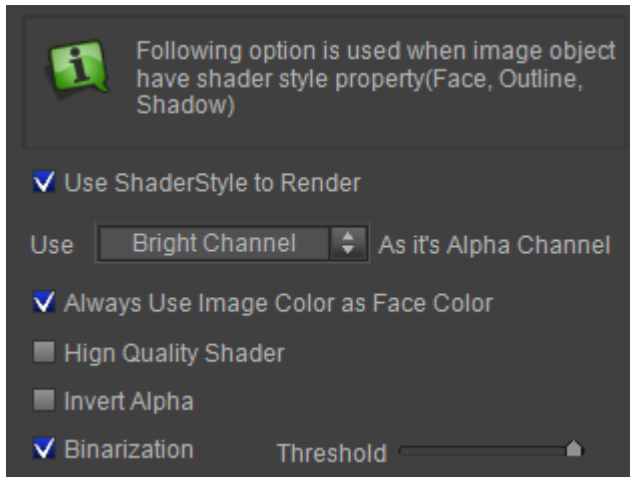 Following option is used when image object
have shader style property(Face, Outline,
Shadow)
Use ShaderStyle to Render
Use Bright Channel As it's Alpha Channel
Always Use Image Color as Face Color
Hign Quality Shader
Invert Alpha
Binarization Threshold